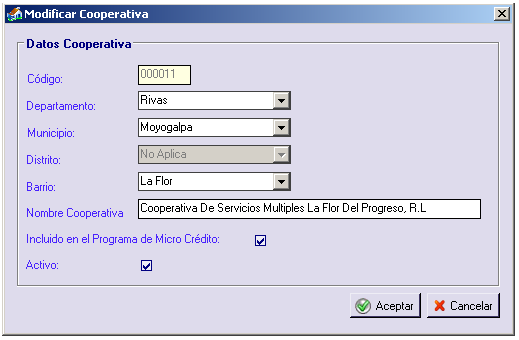 Modificar Cooperativa
Datos Cooperativa
Código: 000011
Departamento: Rivas
Municipio: Moyogalpa
Distrito: No Aplica
Barrio: La Flor
Nombre Cooperativa Cooperativa De Servicios Multiples La Flor Del Progreso, R.L
Incluido en el Programa de Micro Crédito:
Activo:
Aceptar Cancelar